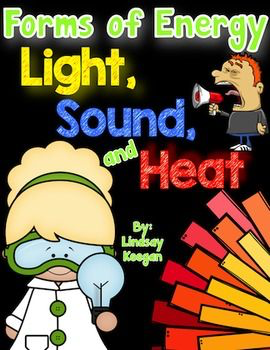 Forms of Energy
Light,
Sound,
and
Heat
By:
Lindsay
Keegan